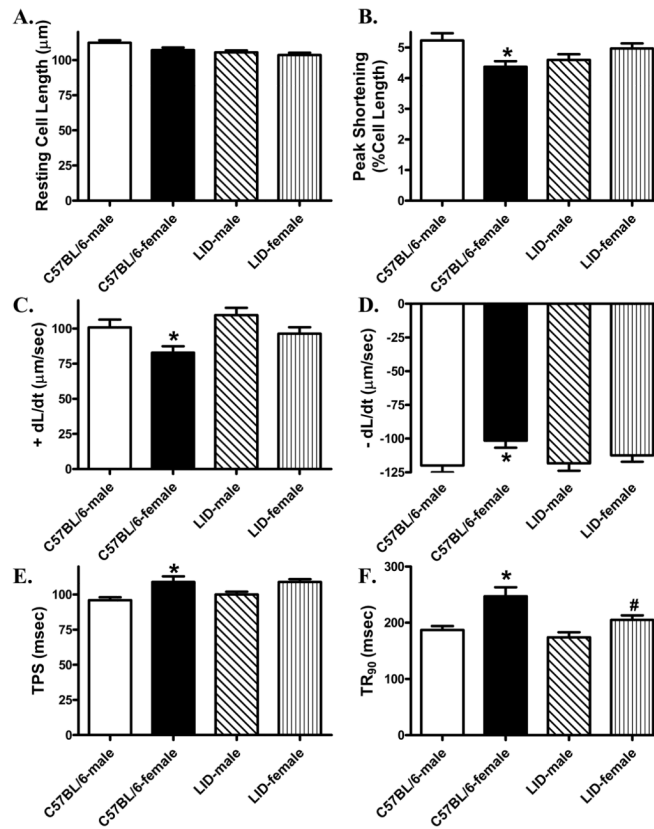 A.
Resting Cell Length (μm)
100
75
50
25
0
C57BL/6-male
C57BL/6-female
LID-male
LID-female
B.
Peak Shortening
(%Cell Length)
5
4
3
2
1
0
*
C57BL/6-male
C57BL/6-female
LID-male
LID-female
C.
+ dL/dt (μm/sec)
100
75
50
25
0
*
C57BL/6-male
C57BL/6-female
LID-male
LID-female
D.
- dL/dt (μm/sec)
0
-25
-50
-75
-100
-125
*
C57BL/6-male
C57BL/6-female
LID-male
LID-female
E.
TPS (msec)
100
75
50
25
0
*
C57BL/6-male
C57BL/6-female
LID-male
LID-female
F.
TR90 (msec)
300
200
100
0
*
#
C57BL/6-male
C57BL/6-female
LID-male
LID-female